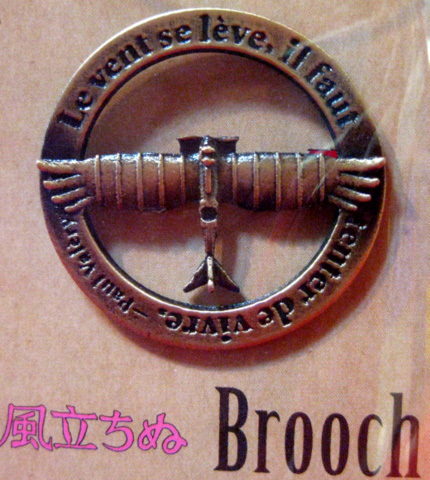 Le vent se lève, il faut
tenter de vivre. –Paul Valéry
風立ちぬ Brooch